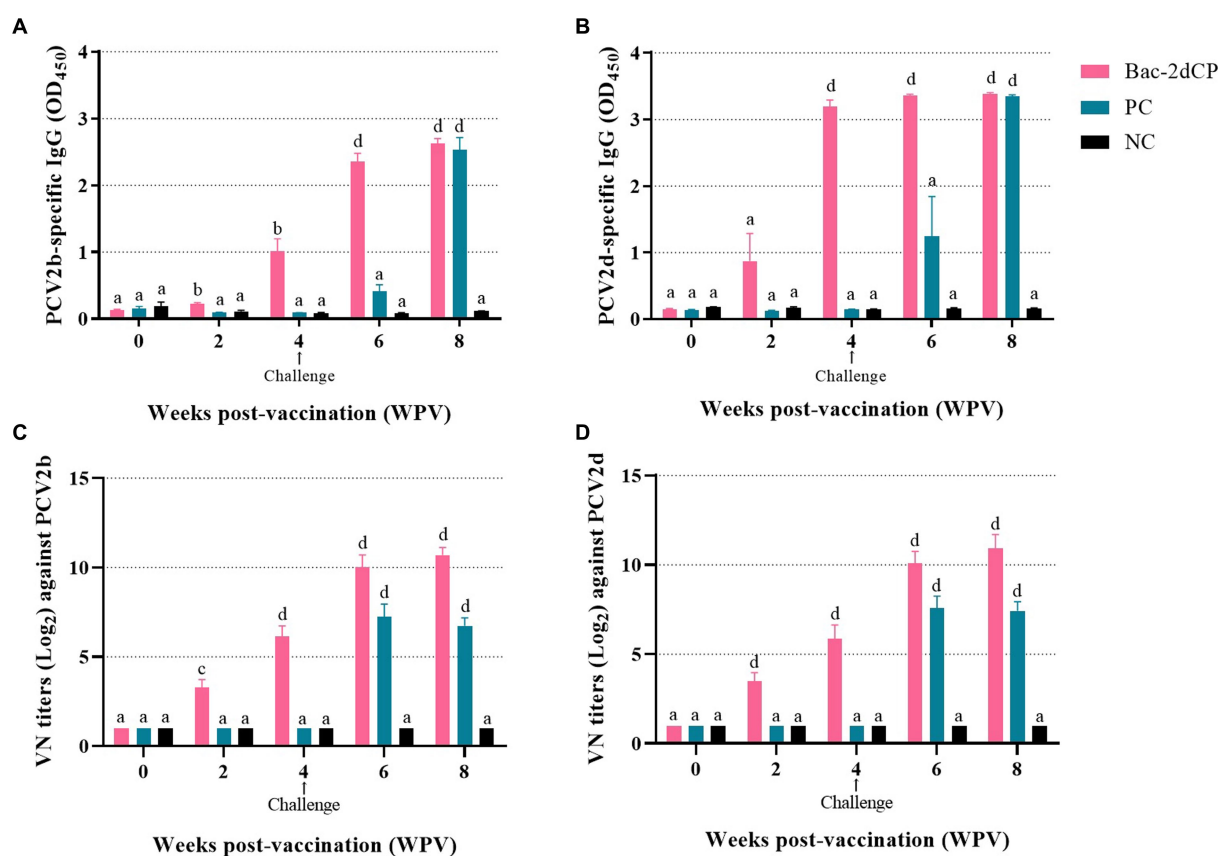 A
PCV2b-specific IgG (OD450)
4
3
2
1
0
a a a
b a a
b a a
d a a
d d a
0 2 4 6 8
↑
Challenge
Weeks post-vaccination (WPV)
B
PCV2d-specific IgG (OD450)
4
3
2
1
0
a a a
a a a
d a a
d a a
d d a
0 2 4 6 8
↑
Challenge
Weeks post-vaccination (WPV)
Bac-2dCP
PC
NC
C
VN titers (Log2) against PCV2b
15
10
5
0
a a a
c a a
d a a
d d a
d d a
0 2 4 6 8
↑
Challenge
Weeks post-vaccination (WPV)
D
VN titers (Log2) against PCV2d
15
10
5
0
a a a
d a a
d a a
d d a
d d a
0 2 4 6 8
↑
Challenge
Weeks post-vaccination (WPV)